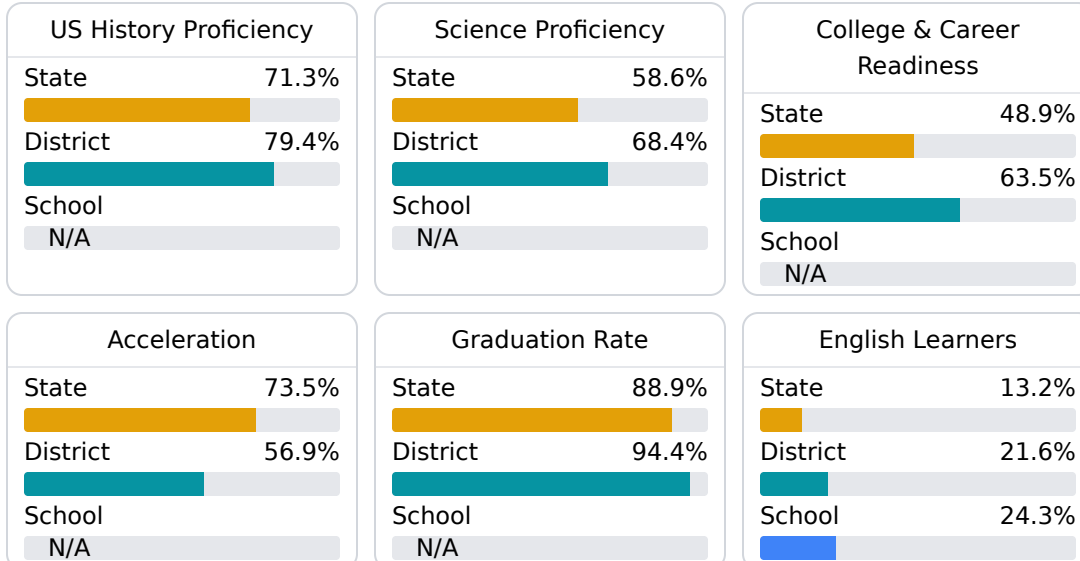 US History Proficiency
State 71.3%
District 79.4%
School
N/A
Science Proficiency
State 58.6%
District 68.4%
School
N/A
College & Career
Readiness
State 48.9%
District 63.5%
School
N/A
Acceleration
State 73.5%
District 56.9%
School
N/A
Graduation Rate
State 88.9%
District 94.4%
School
N/A
English Learners
State 13.2%
District 21.6%
School 24.3%